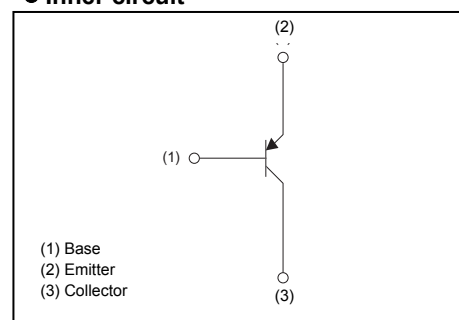 ● Inner circuit
(2)
(1)
(1) Base
(2) Emitter
(3) Collector
(3)